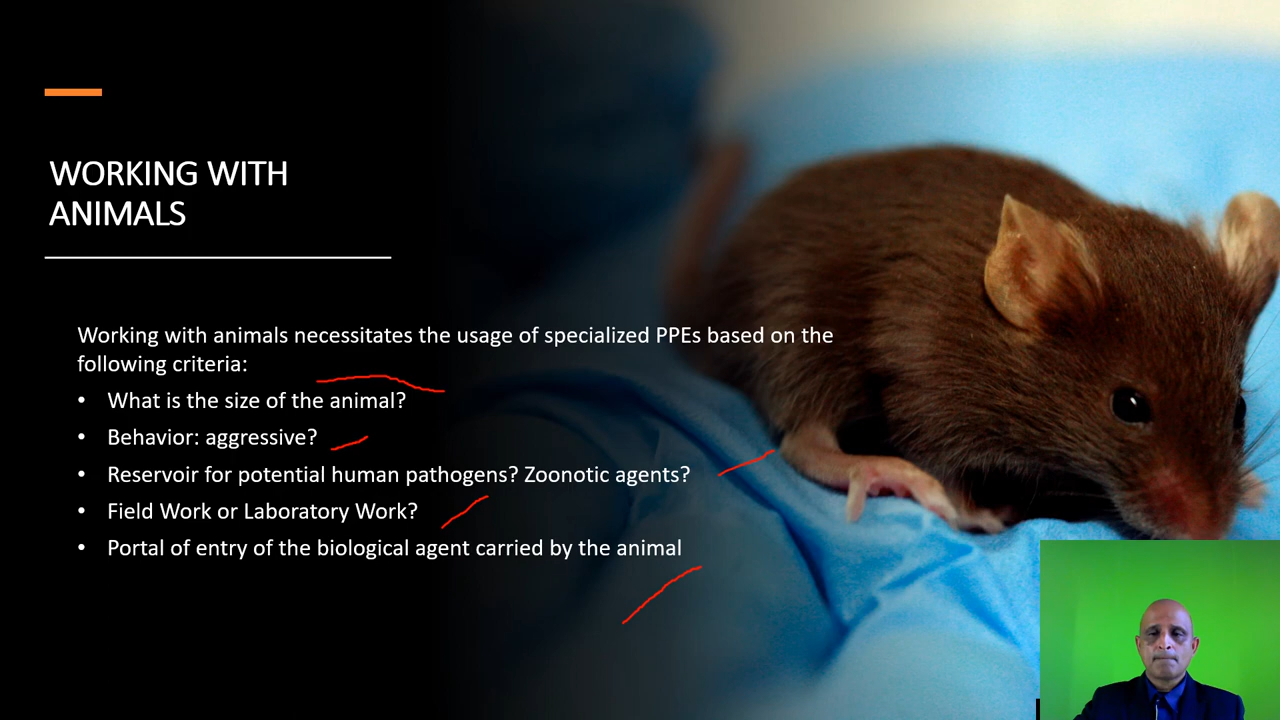 WORKING WITH
ANIMALS
Working with animals necessitates the usage of specialized PPEs based on the
following criteria:
• What is the size of the animal?
• Behavior: aggressive?
• Reservoir for potential human pathogens? Zoonotic agents?
• Field Work or Laboratory Work?
• Portal of entry of the biological agent carried by the animal